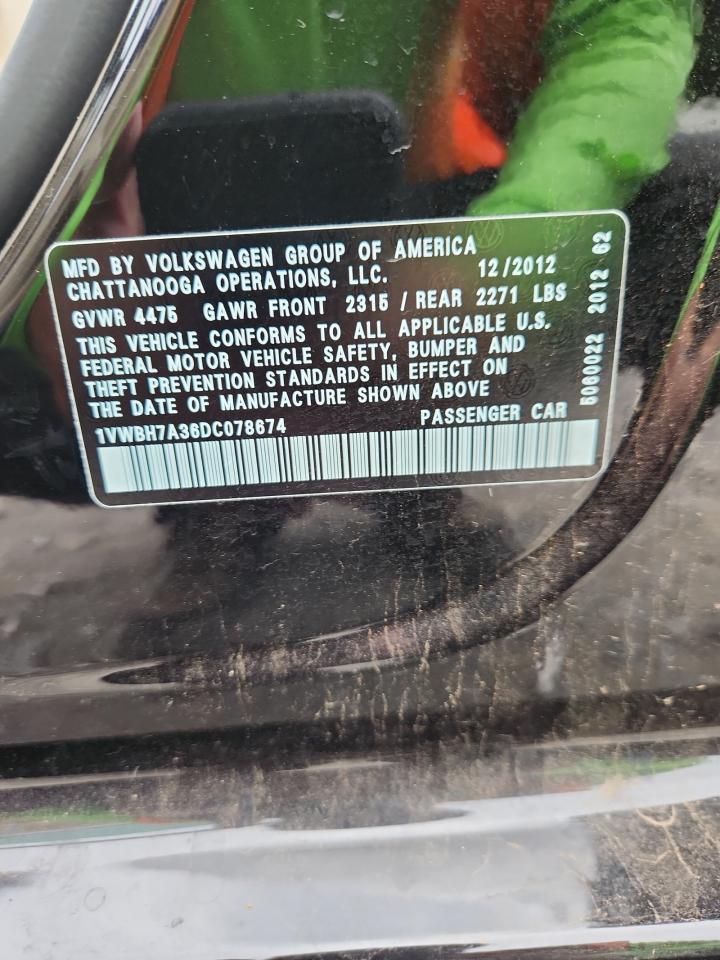 MFD BY VOLKSWAGEN GROUP OF AMERICA
CHATTANOOGA OPERATIONS, LLC. 12/2012
GVWR 4475 GAWR FRONT 2315 / REAR 2271 LBS
THIS VEHICLE CONFORMS TO ALL APPLICABLE U.S.
FEDERAL MOTOR VEHICLE SAFETY, BUMPER AND
THEFT PREVENTION STANDARDS IN EFFECT ON
THE DATE OF MANUFACTURE SHOWN ABOVE
1VWBH7A36DC078674 PASSENGER CAR
B060022 2012 62